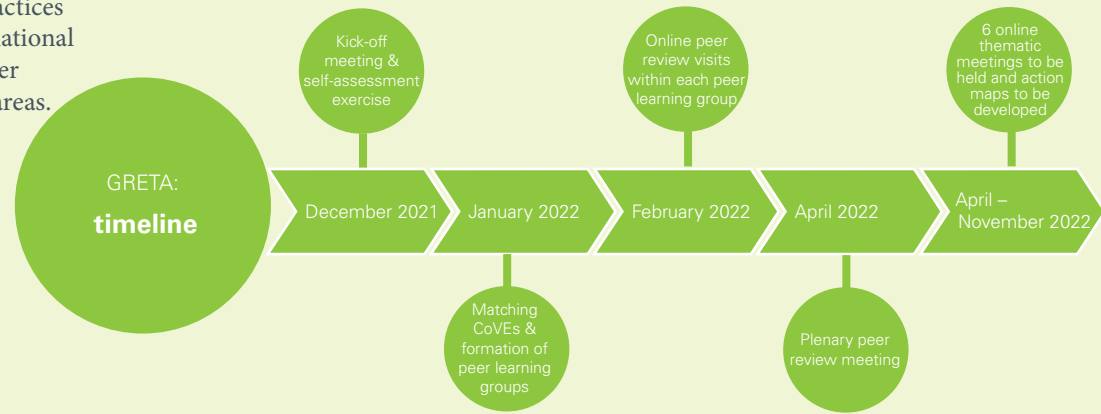 actices
ational
er
areas.
GRETA:
timeline
Kick-off
meeting &
self-assessment
exercise
December 2021
January 2022
Matching
CoVEs &
formation of
peer learning
groups
Online peer
review visits
within each peer
learning group
February 2022
April 2022
Plenary peer
review meeting
6 online
thematic
meetings to be
held and action
maps to be
developed
April –
November 2022